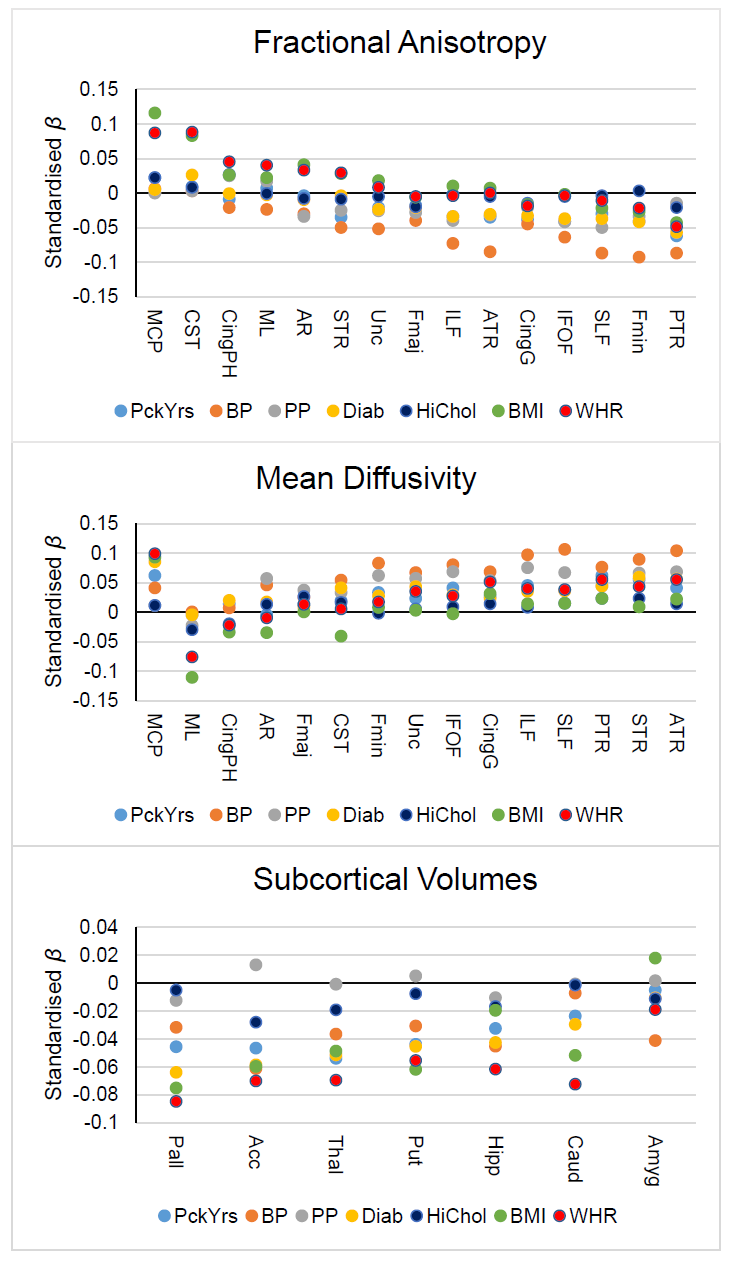 Fractional Anisotropy
Standardised β
0.15
0.1
0.05
0
-0.05
-0.1
-0.15
MCP CST CingPH ML AR STR Unc Fmaj ILF ATR CingG IFOF SLF Fmin PTR
PckYrs BP PP Diab HiChol BMI WHR
Mean Diffusivity
Standardised β
0.15
0.1
0.05
0
-0.05
-0.1
-0.15
MCP ML CingPH AR Fmaj CST Fmin Unc IFOF CingG ILF SLF PTR STR ATR
PckYrs BP PP Diab HiChol BMI WHR
Subcortical Volumes
Standardised β
0.04
0.02
0
-0.02
-0.04
-0.06
-0.08
-0.1
Pall Acc Thal Put Hipp Caud Amyg
PckYrs BP PP Diab HiChol BMI WHR